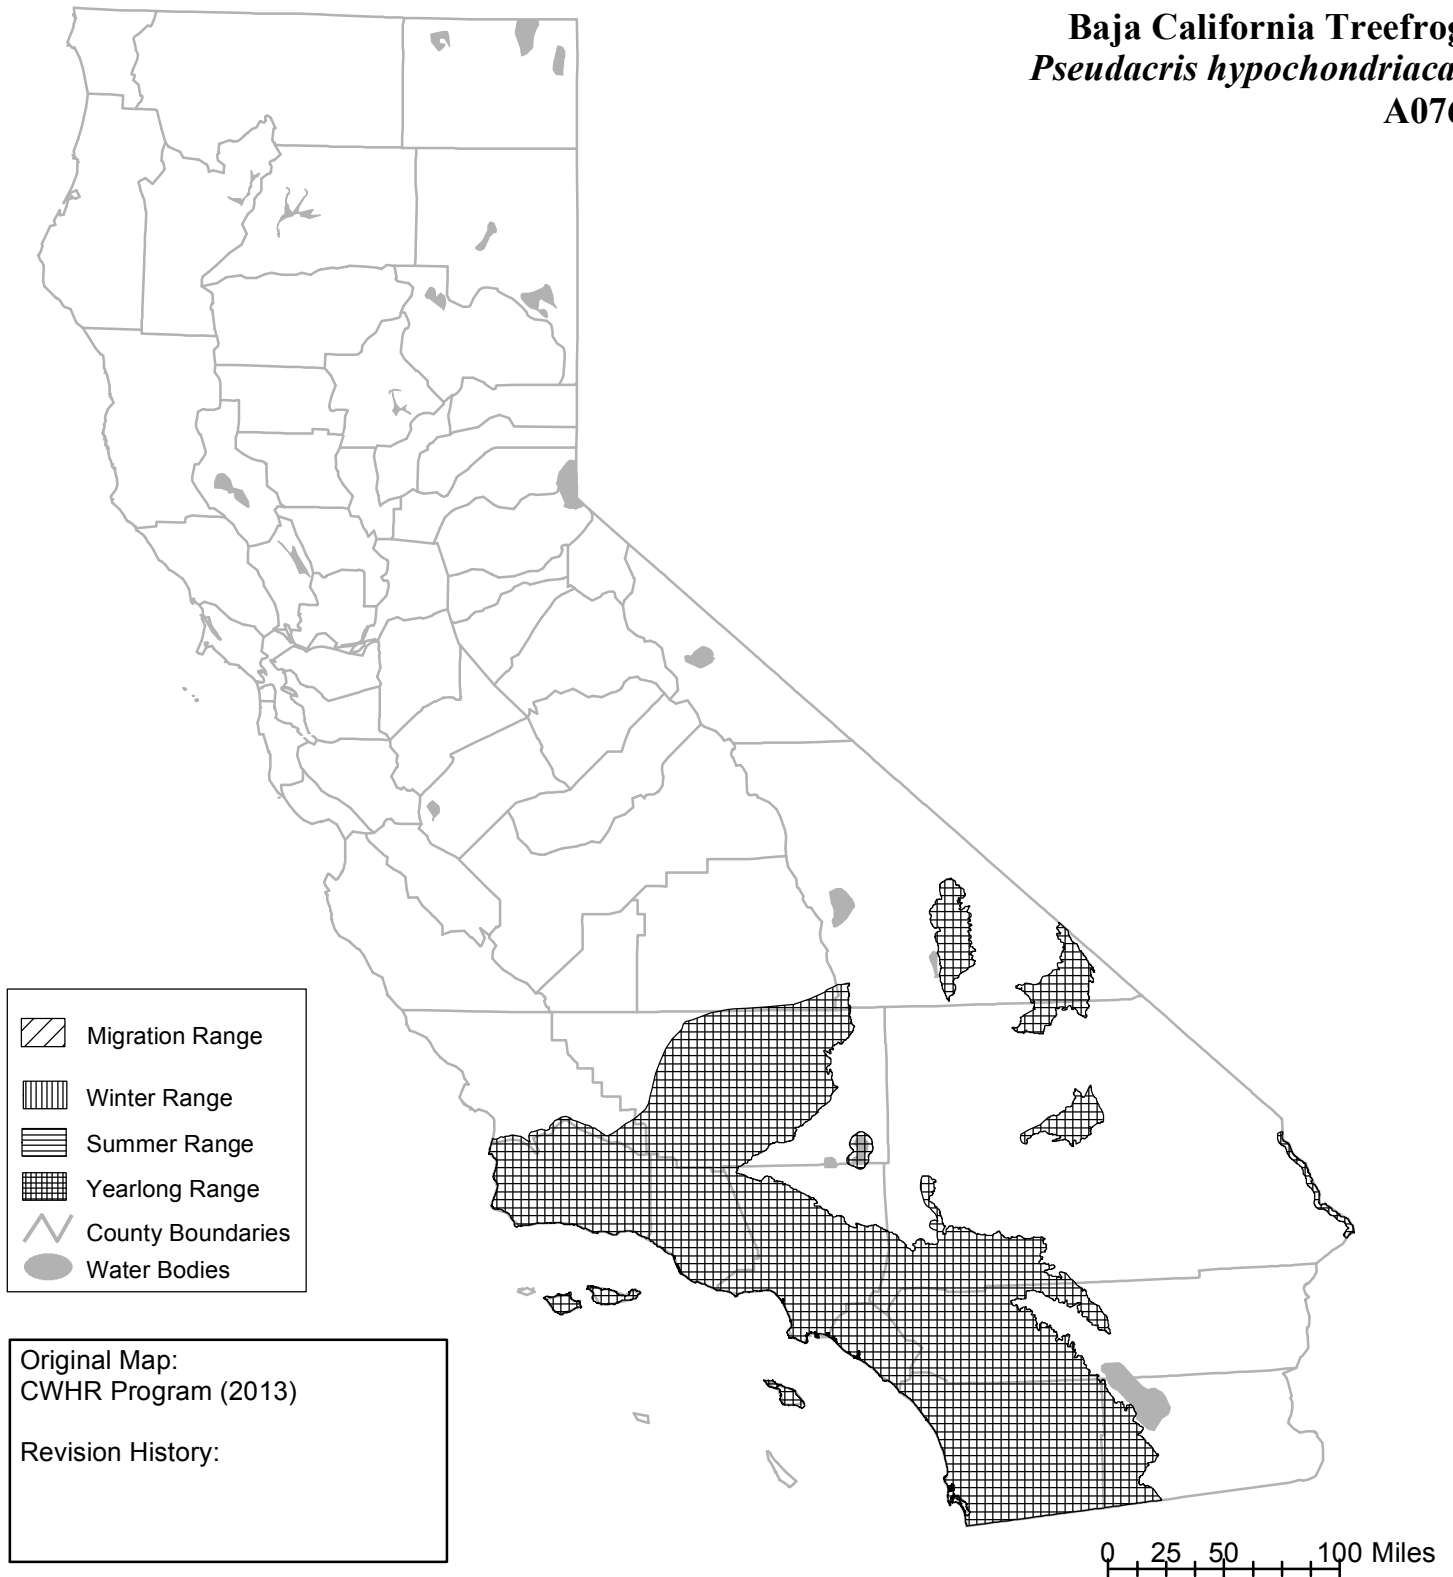 Baja California Treefrog
Pseudacris hypochondriaca
A076
Migration Range
Winter Range
Summer Range
Yearlong Range
County Boundaries
Water Bodies
Original Map:
CWHR Program (2013)
Revision History:
0 25 50 100 Miles